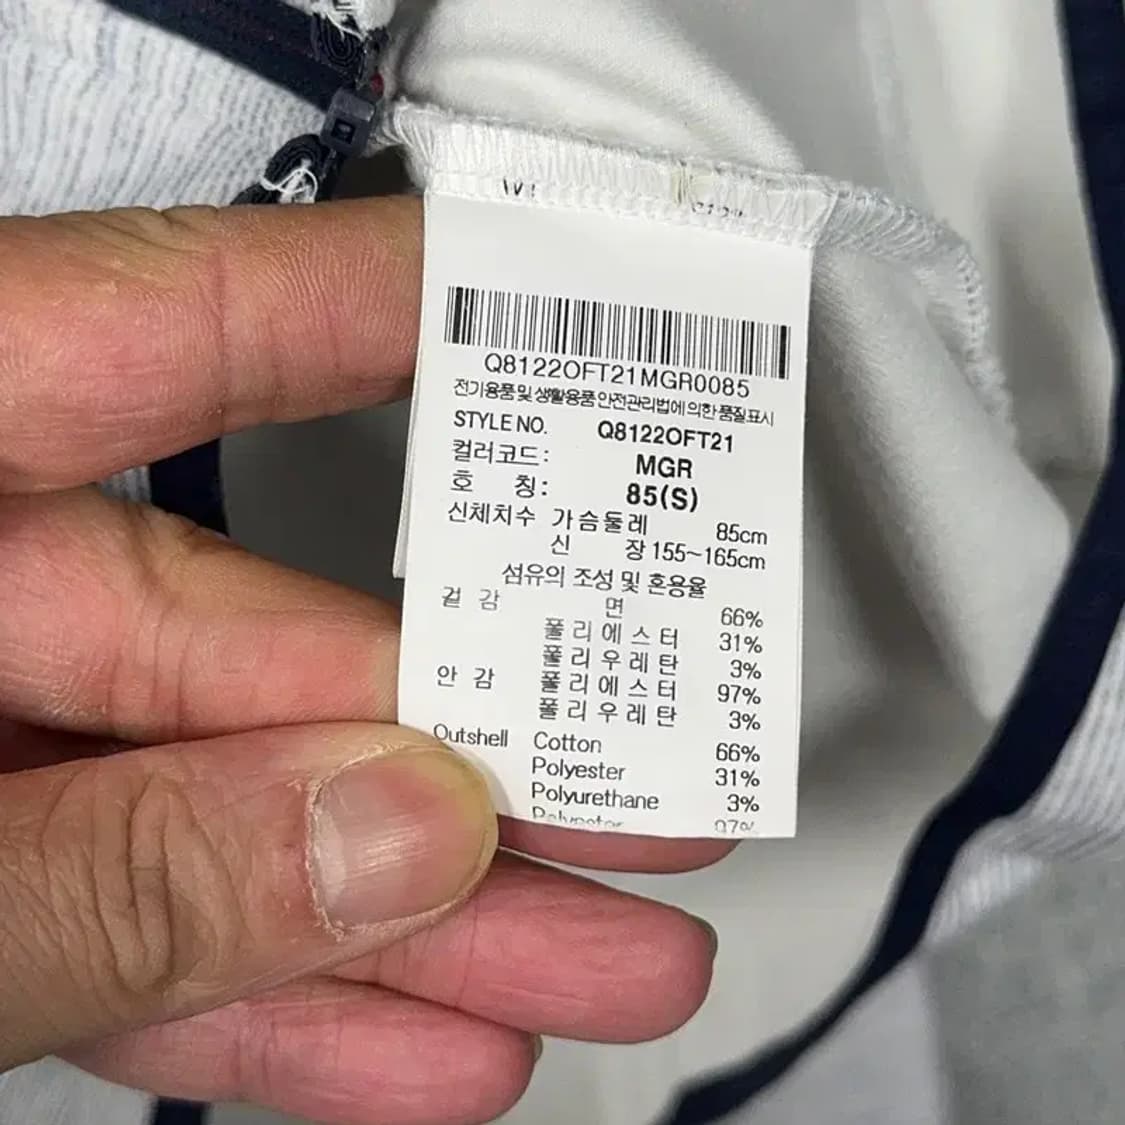 Q8122OFT21MGR0085
전기용품 및 생활용품 안전관리법에 의한 품질표시
STYLE NO. Q8122OFT21
컬러코드: MGR
호 칭: 85(S)
신체치수 가슴둘레 85cm
신 장 155~165cm
섬유의 조성 및 혼용율
겉 감 면 66%
폴리에스터 31%
폴리우레탄 3%
안 감 폴리에스터 97%
폴리우레탄 3%
Outshell Cotton 66%
Polyester 31%
Polyurethane 3%
Polyester 97%